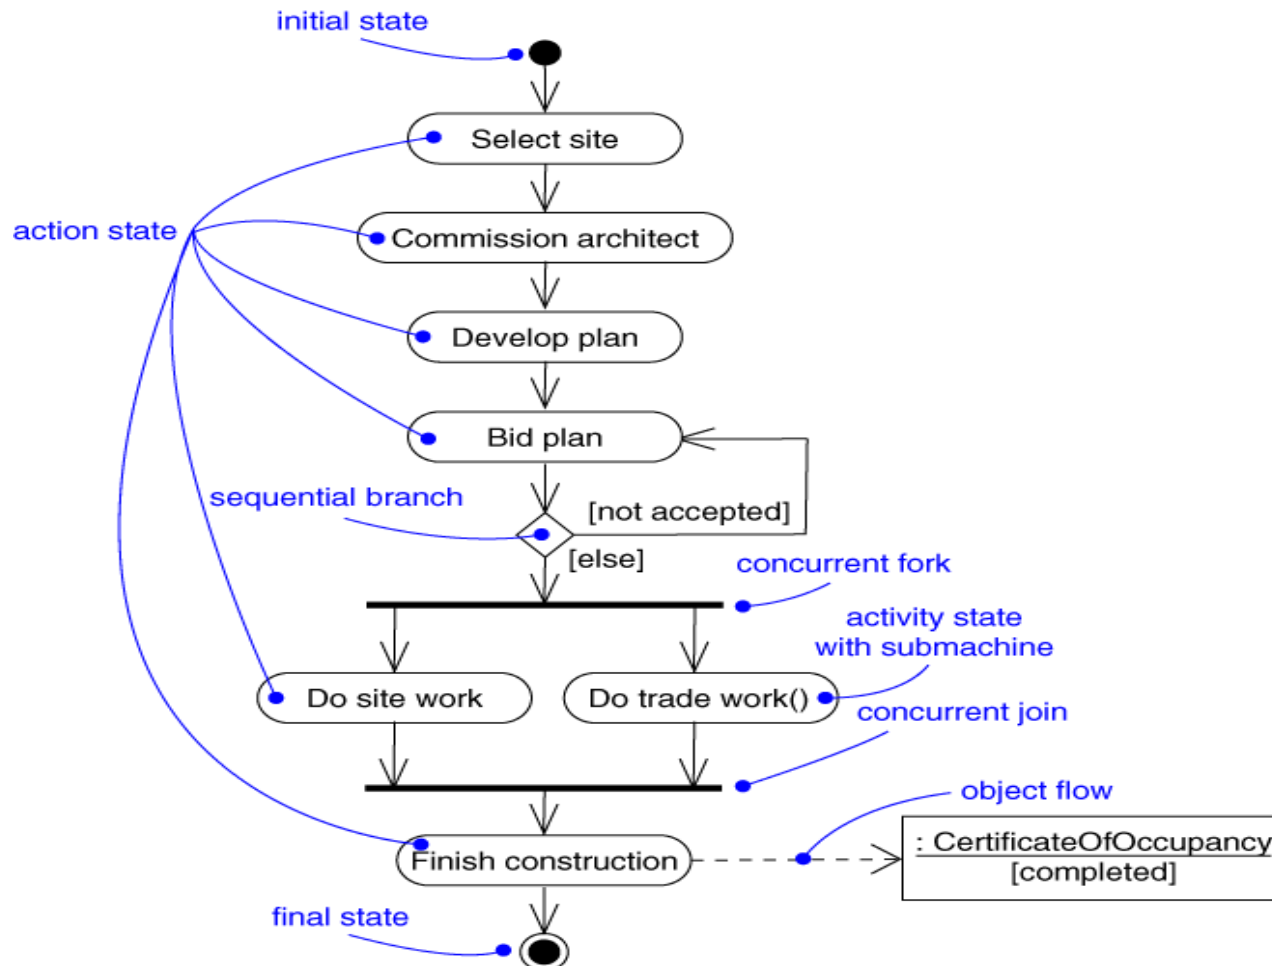 initial state
Select site
action state
Commission architect
Develop plan
Bid plan
sequential branch
[not accepted]
[else]
concurrent fork
activity state
with submachine
Do site work
Do trade work()
concurrent join
object flow
: CertificateOfOccupancy
[completed]
Finish construction
final state